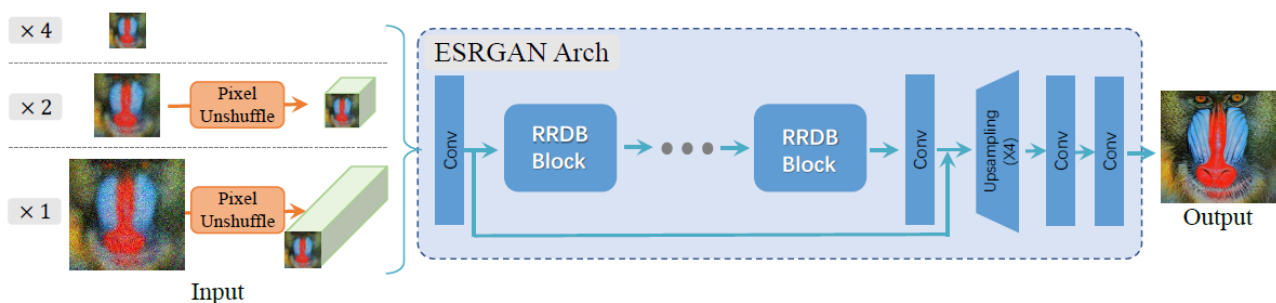 × 4
× 2
Pixel
Unshuffle
× 1
Pixel
Unshuffle
Input
ESRGAN Arch
Conv
RRDB
Block
RRDB
Block
Conv
Upsampling
(X4)
Conv
Conv
Output